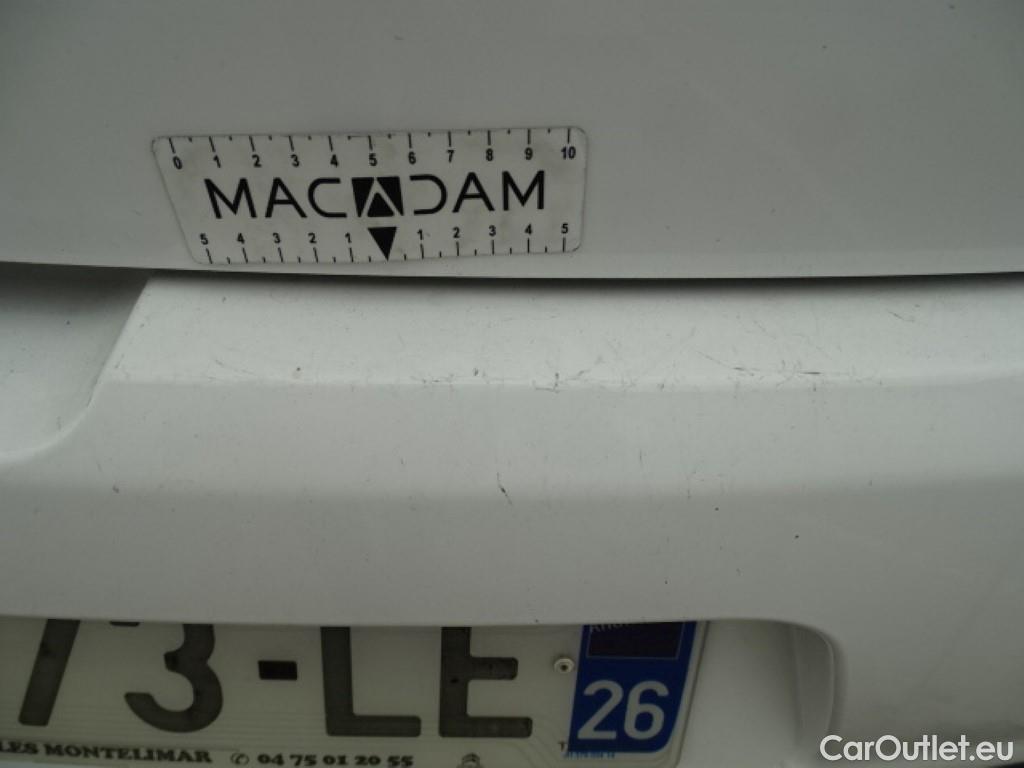 0 1 2 3 4 5 6 7 8 9 10
MACADAM
5 4 3 2 1 1 2 3 4 5
73-LE
26
LES MONTELIMAR ✆ 04 75 01 20 55
CarOutlet.eu